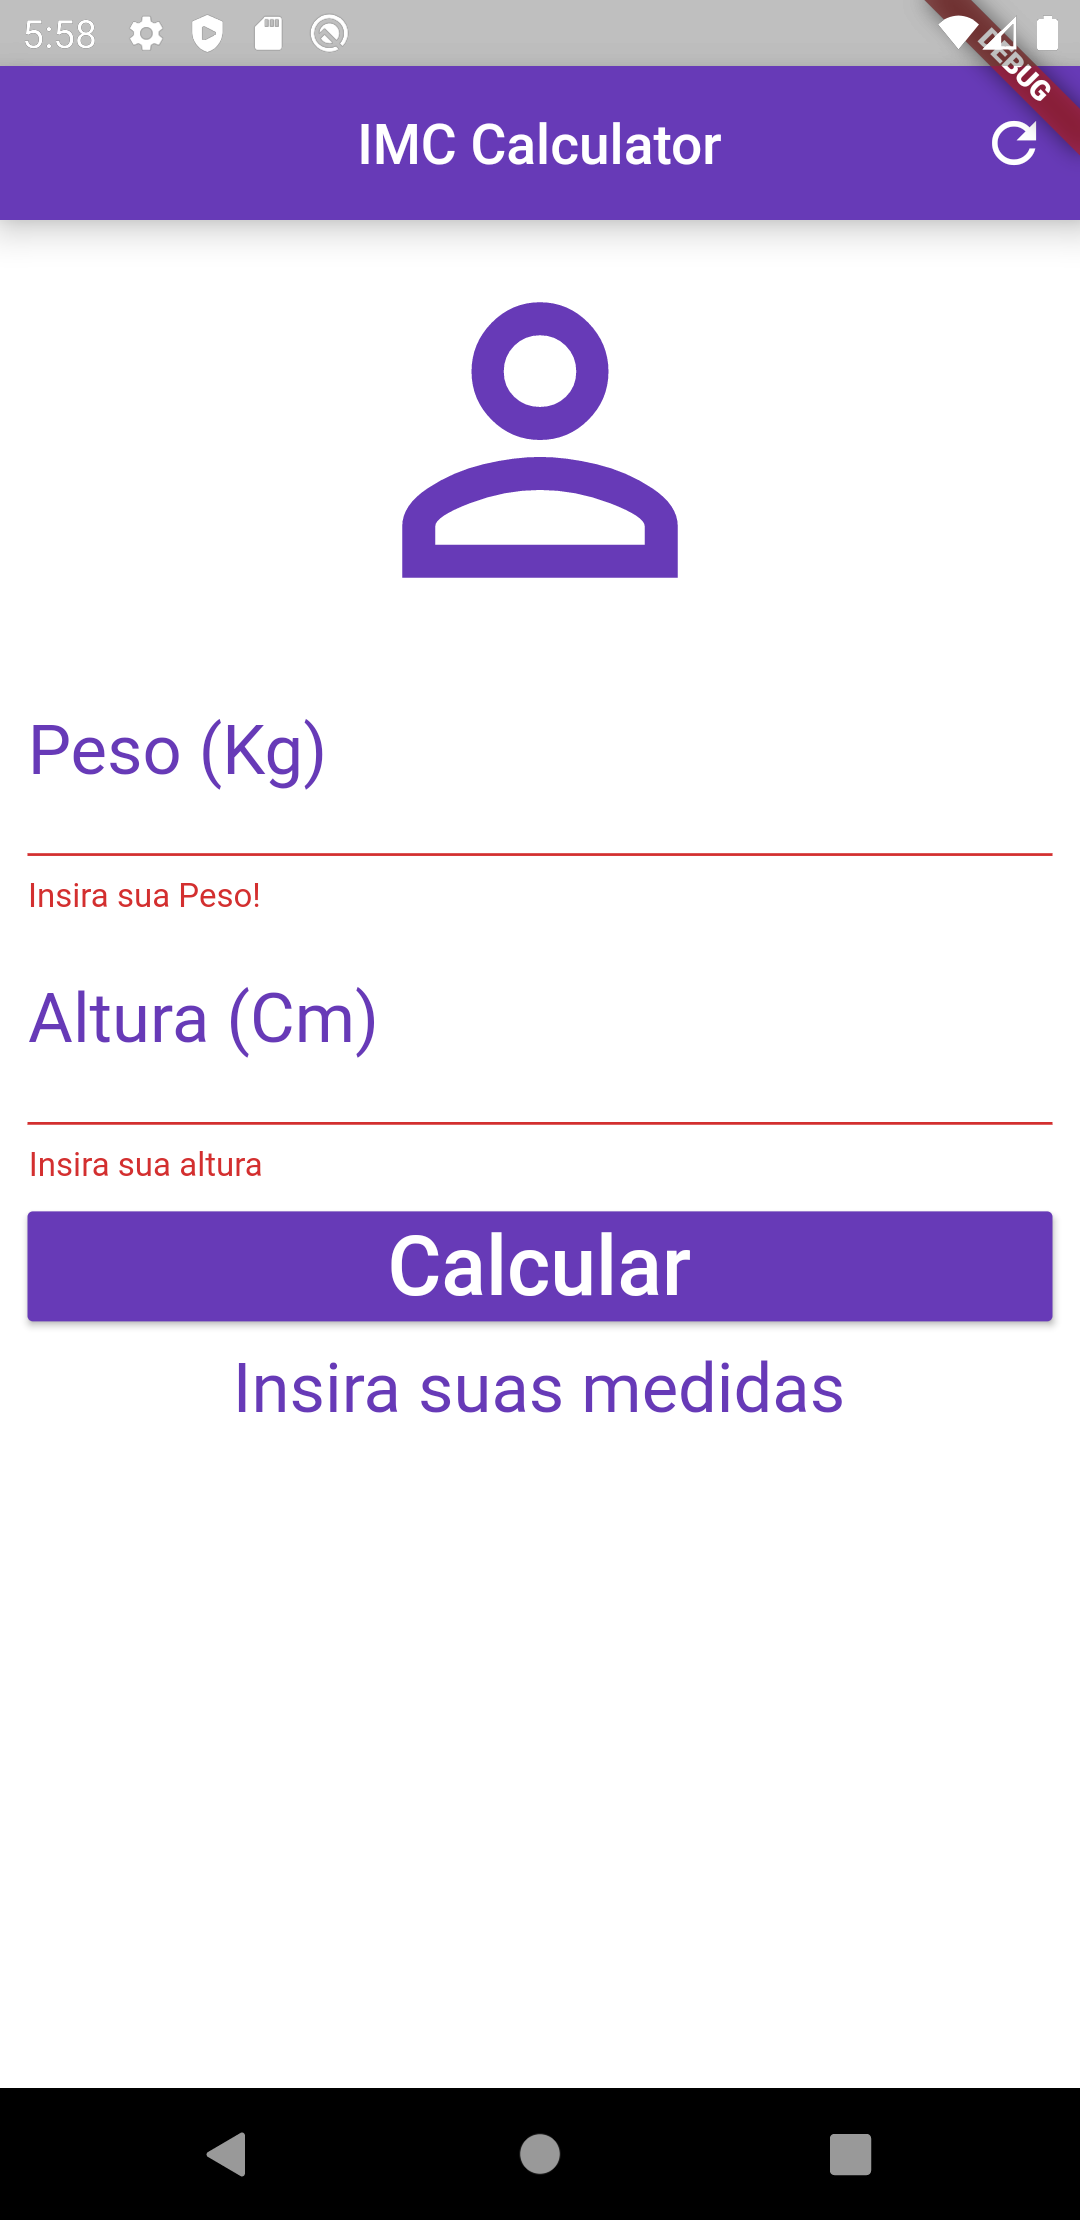 5:58
DEBUG
IMC Calculator
Peso (Kg)
Insira sua Peso!
Altura (Cm)
Insira sua altura
Calcular
Insira suas medidas